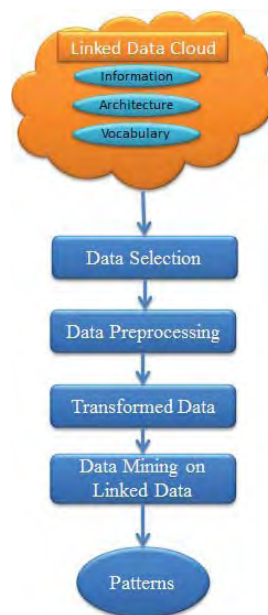 Linked Data Cloud
Information
Architecture
Vocabulary
Data Selection
Data Preprocessing
Transformed Data
Data Mining on
Linked Data
Patterns